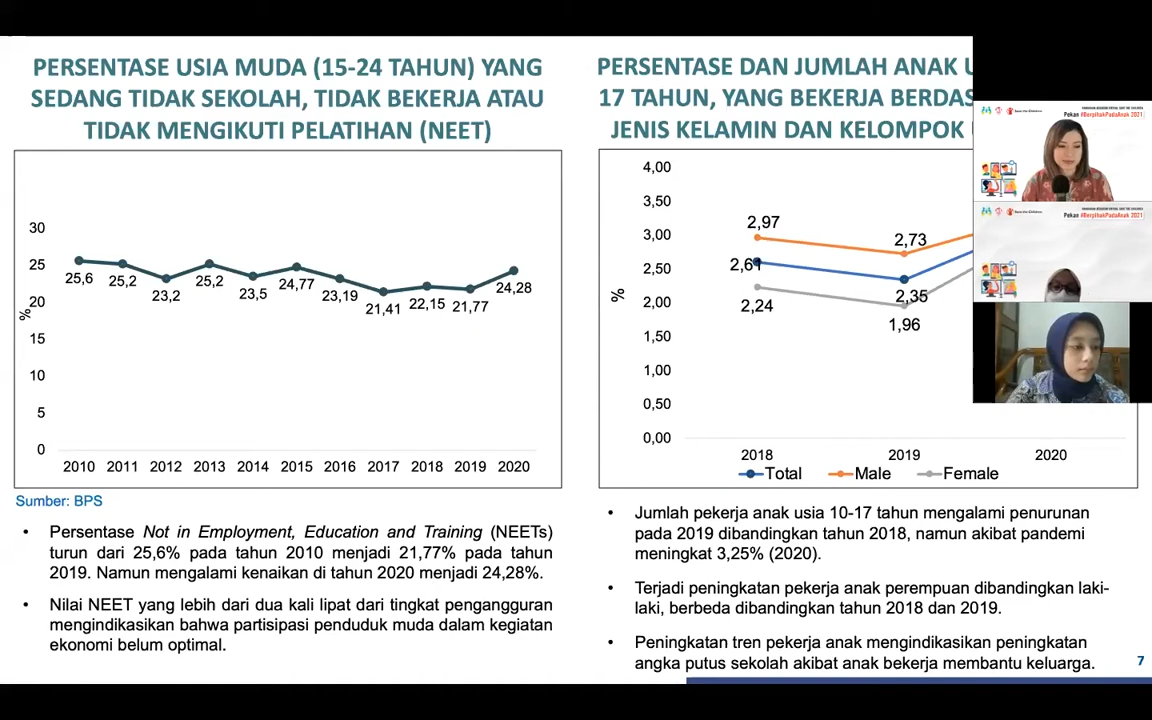 PERSENTASE USIA MUDA (15-24 TAHUN) YANG
SEDANG TIDAK SEKOLAH, TIDAK BEKERJA ATAU
TIDAK MENGIKUTI PELATIHAN (NEET)
30
25
20
15
10
5
0
%
25,6
25,2
23,2
25,2
23,5
24,77
23,19
21,41
22,15
21,77
24,28
2010 2011 2012 2013 2014 2015 2016 2017 2018 2019 2020
Sumber: BPS
• Persentase Not in Employment, Education and Training (NEETs)
turun dari 25,6% pada tahun 2010 menjadi 21,77% pada tahun
2019. Namun mengalami kenaikan di tahun 2020 menjadi 24,28%.
• Nilai NEET yang lebih dari dua kali lipat dari tingkat pengangguran
mengindikasikan bahwa partisipasi penduduk muda dalam kegiatan
ekonomi belum optimal.
PERSENTASE DAN JUMLAH ANAK
17 TAHUN, YANG BEKERJA BERDAS
JENIS KELAMIN DAN KELOMPOK
4,00
3,50
3,00
2,50
2,00
1,50
1,00
0,50
0,00
%
2,97
2,73
2,61
2,35
2,24
1,96
2018 2019 2020
Total Male Female
• Jumlah pekerja anak usia 10-17 tahun mengalami penurunan
pada 2019 dibandingkan tahun 2018, namun akibat pandemi
meningkat 3,25% (2020).
• Terjadi peningkatan pekerja anak perempuan dibandingkan laki-
laki, berbeda dibandingkan tahun 2018 dan 2019.
• Peningkatan tren pekerja anak mengindikasikan peningkatan
angka putus sekolah akibat anak bekerja membantu keluarga.
7
Pekan #BerpihakPadaAnak 2021
Pekan #BerpihakPadaAnak 2021